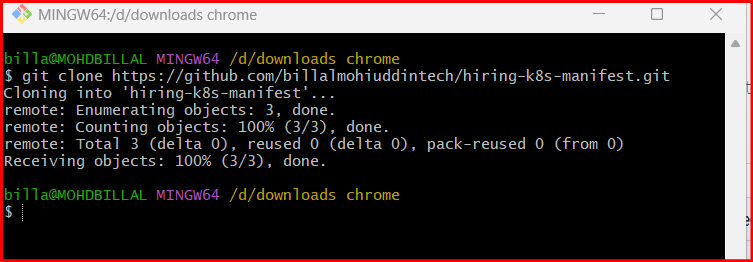 MINGW64:/d/downloads chrome
billa@MOHDBILLAL MINGW64 /d/downloads chrome
$ git clone https://github.com/billalmohiuddintech/hiring-k8s-manifest.git
Cloning into 'hiring-k8s-manifest'...
remote: Enumerating objects: 3, done.
remote: Counting objects: 100% (3/3), done.
remote: Total 3 (delta 0), reused 0 (delta 0), pack-reused 0 (from 0)
Receiving objects: 100% (3/3), done.
billa@MOHDBILLAL MINGW64 /d/downloads chrome
$